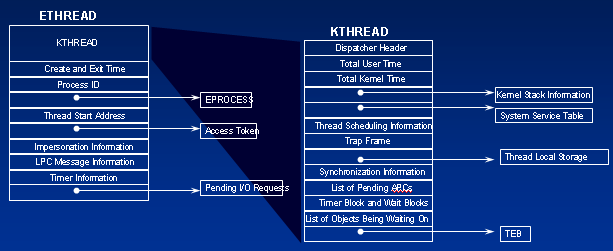 ETHREAD
KTHREAD
Create and Exit Time
Process ID
EPROCESS
Thread Start Address
Access Token
Impersonation Information
LPC Message Information
Timer Information
Pending I/O Requests
KTHREAD
Dispatcher Header
Total User Time
Total Kernel Time
Kernel Stack Information
System Service Table
Thread Scheduling Information
Trap Frame
Thread Local Storage
Synchronization Information
List of Pending APCs
Timer Block and Wait Blocks
List of Objects Being Waiting On
TEB